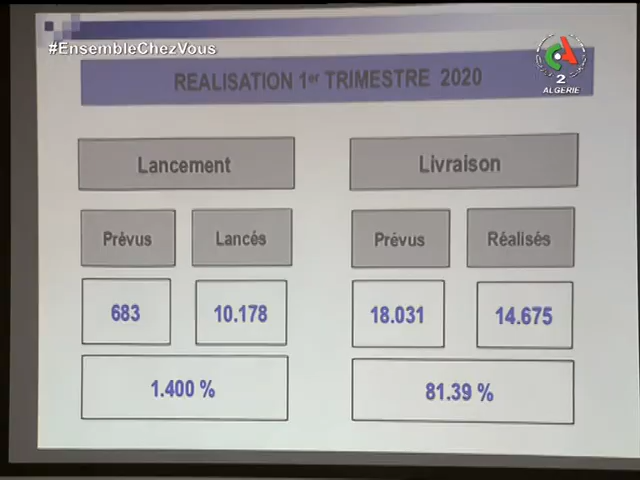 #EnsembleChezVous
2
ALGERIE
REALISATION 1er TRIMESTRE 2020
Lancement
Livraison
Prévus
Lancés
Prévus
Réalisés
683
10.178
18.031
14.675
1.400 %
81.39 %